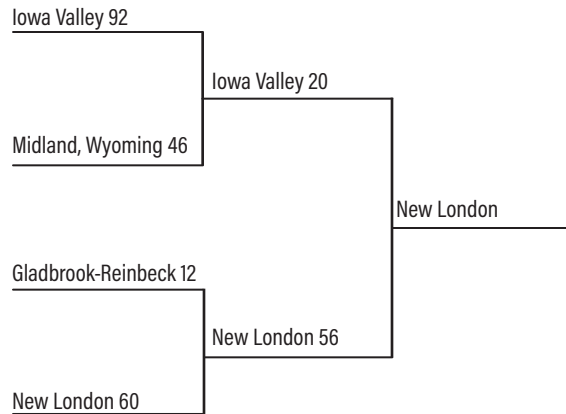 Iowa Valley 92
Iowa Valley 20
Midland, Wyoming 46
New London
Gladbrook-Reinbeck 12
New London 56
New London 60